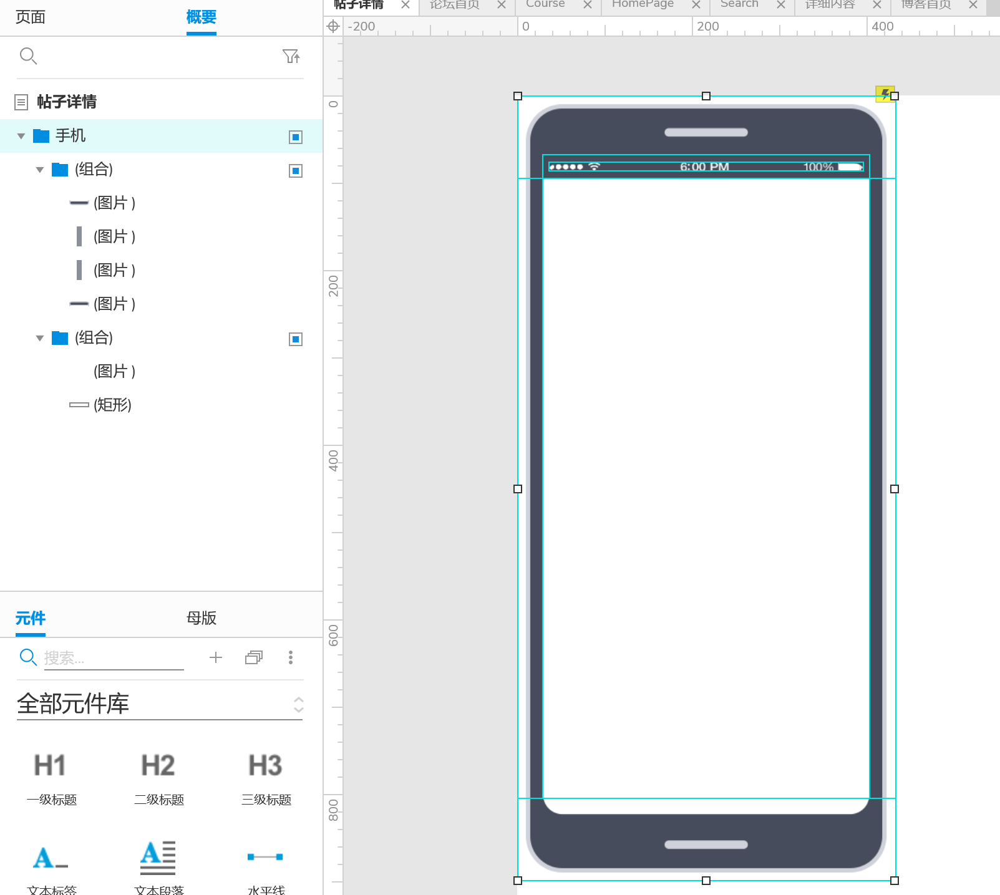 页面
概要
帖子详情
手机
(组合)
(图片 )
(图片 )
(图片 )
(图片 )
(组合)
(图片 )
(矩形)
元件
母版
搜索...
全部元件库
H1
H2
H3
一级标题
二级标题
三级标题
A
A
文本标签
文本段落
水平线
帖子详情
论坛首页
Course
HomePage
Search
详细内容
博客首页
-200
0
200
400
0
200
400
600
800
6:00 PM
100%